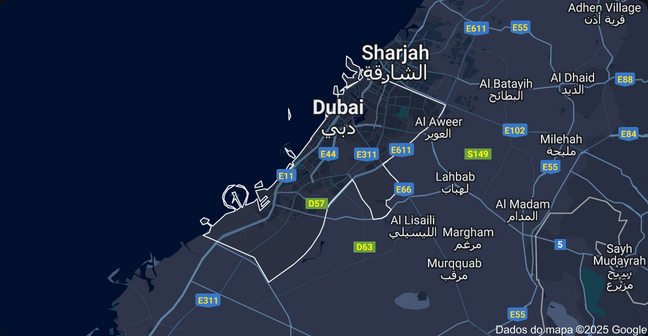 Adhen Village
قرية أذن
E611
E55
Sharjah
الشارقة
Al Batayih
البطائح
Al Dhaid
الذيد
E88
Dubai
دبي
Al Aweer
العوير
E102
E84
Milehah
مليحة
E44
E311
E611
S149
E55
E11
Lahbab
لهباب
E66
D57
Al Madam
المدام
Al Lisaili
الليسيلي
Margham
مرغم
D63
5
Sayh
Mudayrah
Murqquab
مرقب
E311
E55
Dados do mapa ©2025 Google